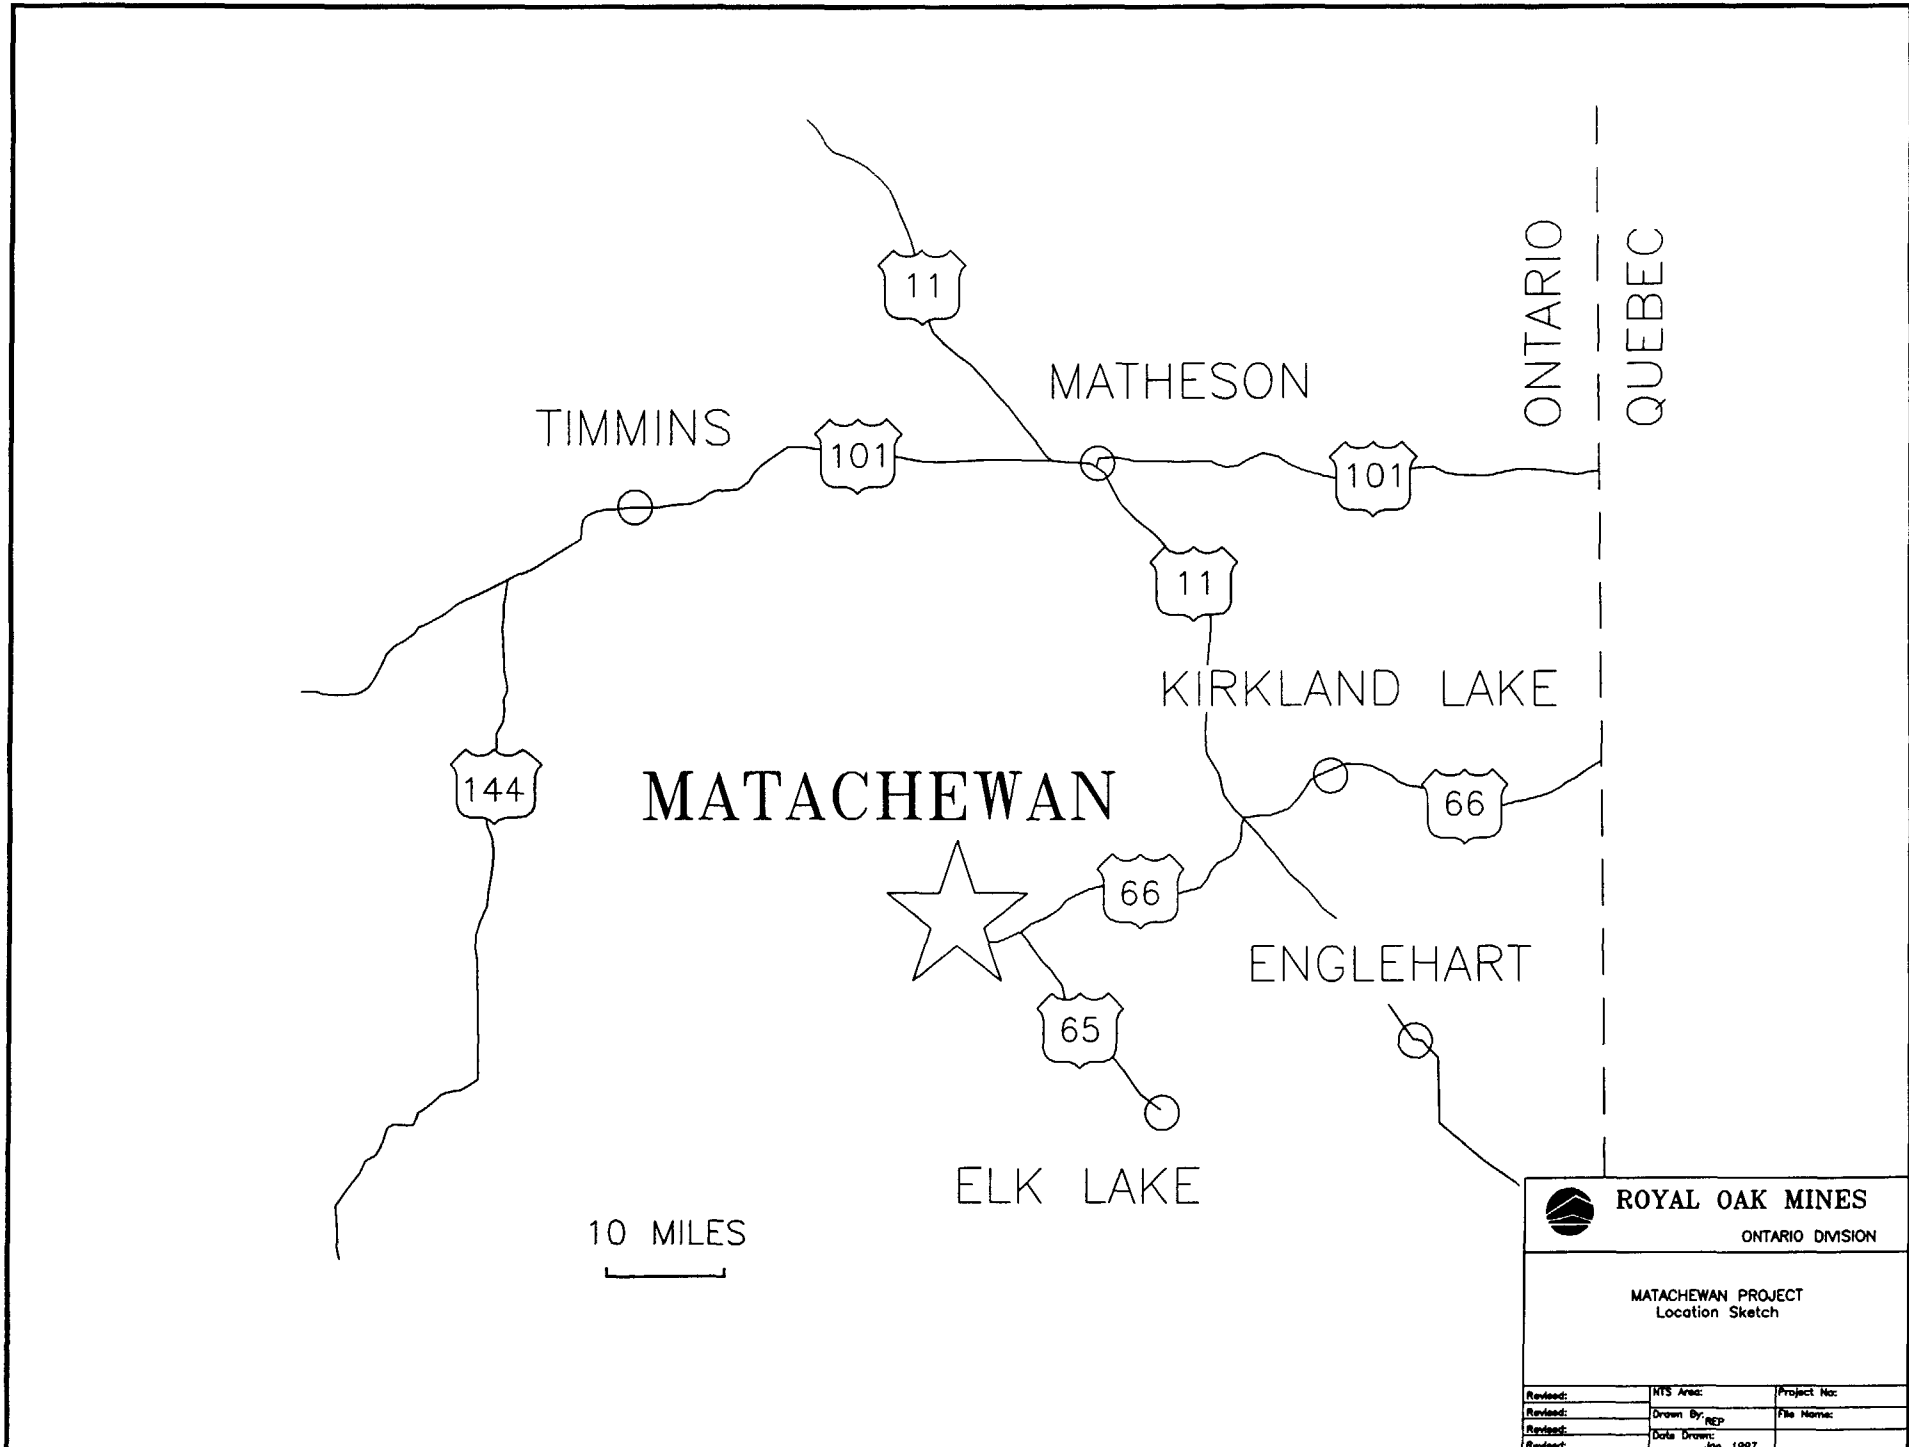 ONTARIO
QUEBEC
11
MATHESON
TIMMINS
101
101
11
KIRKLAND LAKE
144
MATACHEWAN
66
66
ENGLEHART
65
ELK LAKE
10 MILES
ROYAL OAK MINES
ONTARIO DIVISION
MATACHEWAN PROJECT
Location Sketch
Revised:
NTS Area:
Project No:
Revised:
Drawn By: REP
File Name:
Revised:
Date Drawn:
Revised:
Jan. 1997